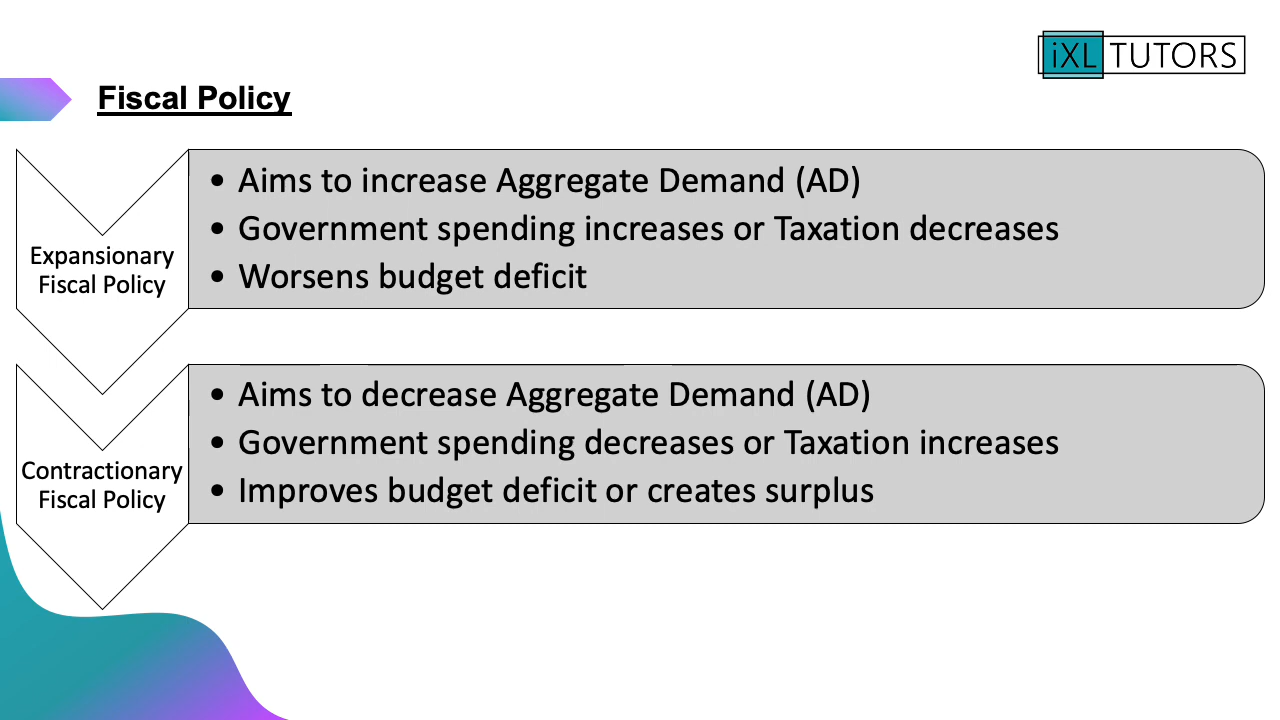 iXL TUTORS
Fiscal Policy
Expansionary
Fiscal Policy
• Aims to increase Aggregate Demand (AD)
• Government spending increases or Taxation decreases
• Worsens budget deficit
Contractionary
Fiscal Policy
• Aims to decrease Aggregate Demand (AD)
• Government spending decreases or Taxation increases
• Improves budget deficit or creates surplus